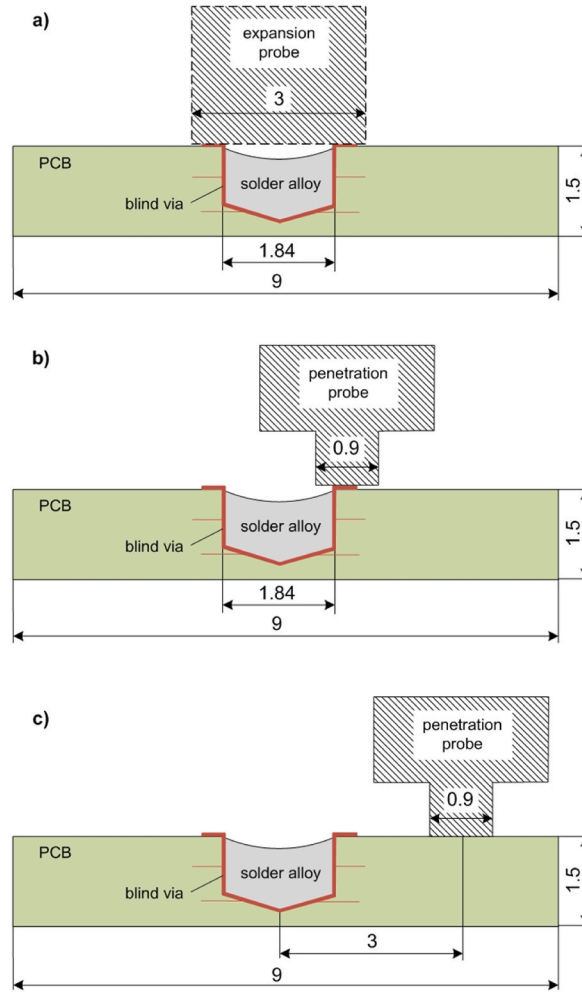 a)
expansion
probe
3
PCB
solder alloy
blind via
1.5
1.84
9
b)
penetration
probe
0.9
PCB
solder alloy
blind via
1.5
1.84
9
c)
penetration
probe
0.9
PCB
solder alloy
blind via
1.5
3
9